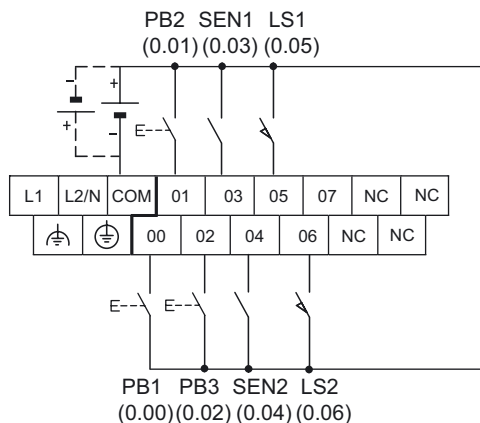 PB2 SEN1 LS1
(0.01) (0.03) (0.05)
- +
+ -
E
L1 L2/N COM 01 03 05 07 NC NC
00 02 04 06 NC NC
E E
PB1 PB3 SEN2 LS2
(0.00) (0.02) (0.04) (0.06)